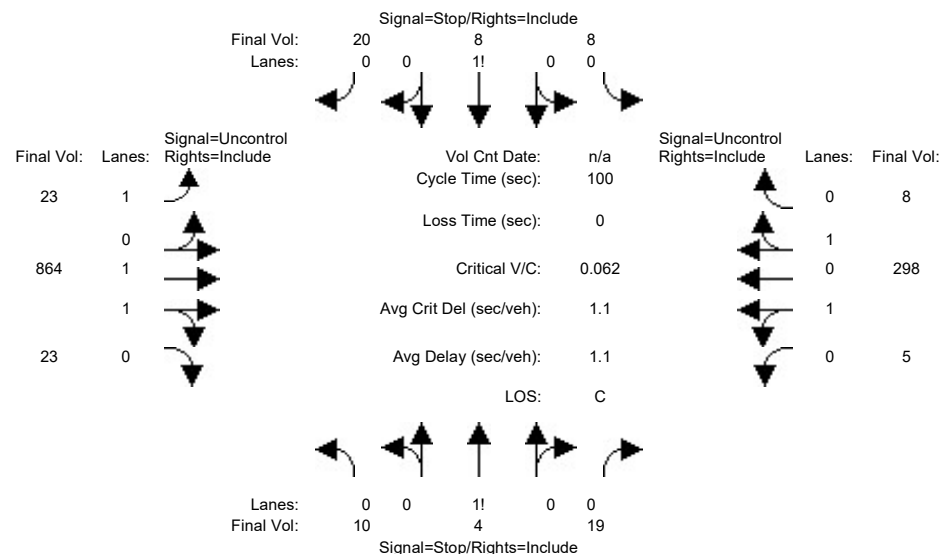 Signal=Stop/Rights=Include
Final Vol: 20 8 8
Lanes: 0 0 1! 0 0
Signal=Uncontrol
Final Vol: Lanes: Rights=Include
Vol Cnt Date: n/a
Signal=Uncontrol
Rights=Include Lanes: Final Vol:
Cycle Time (sec): 100
23 1
0 8
Loss Time (sec): 0
0
1
864 1
Critical V/C: 0.062
0 298
1
Avg Crit Del (sec/veh): 1.1
1
23 0
Avg Delay (sec/veh): 1.1
0 5
LOS: C
Lanes: 0 0 1! 0 0
Final Vol: 10 4 19
Signal=Stop/Rights=Include